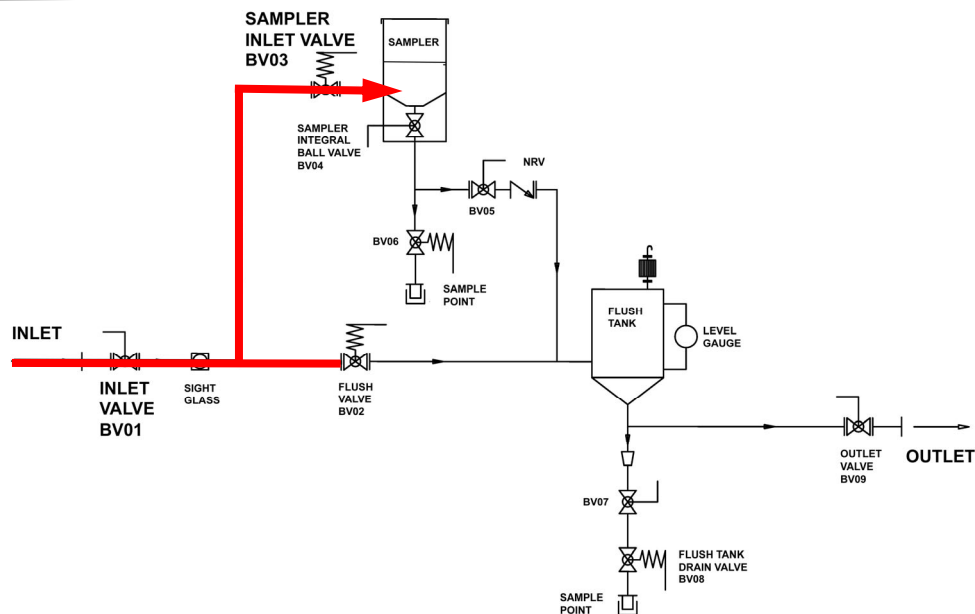 SAMPLER
INLET VALVE
BV03
SAMPLER
SAMPLER
INTEGRAL
BALL VALVE
BV04
NRV
BV05
BV06
SAMPLE
POINT
FLUSH
TANK
LEVEL
GAUGE
INLET
INLET
VALVE
BV01
SIGHT
GLASS
FLUSH
VALVE
BV02
OUTLET
VALVE
BV09
OUTLET
BV07
FLUSH TANK
DRAIN VALVE
BV08
SAMPLE
POINT